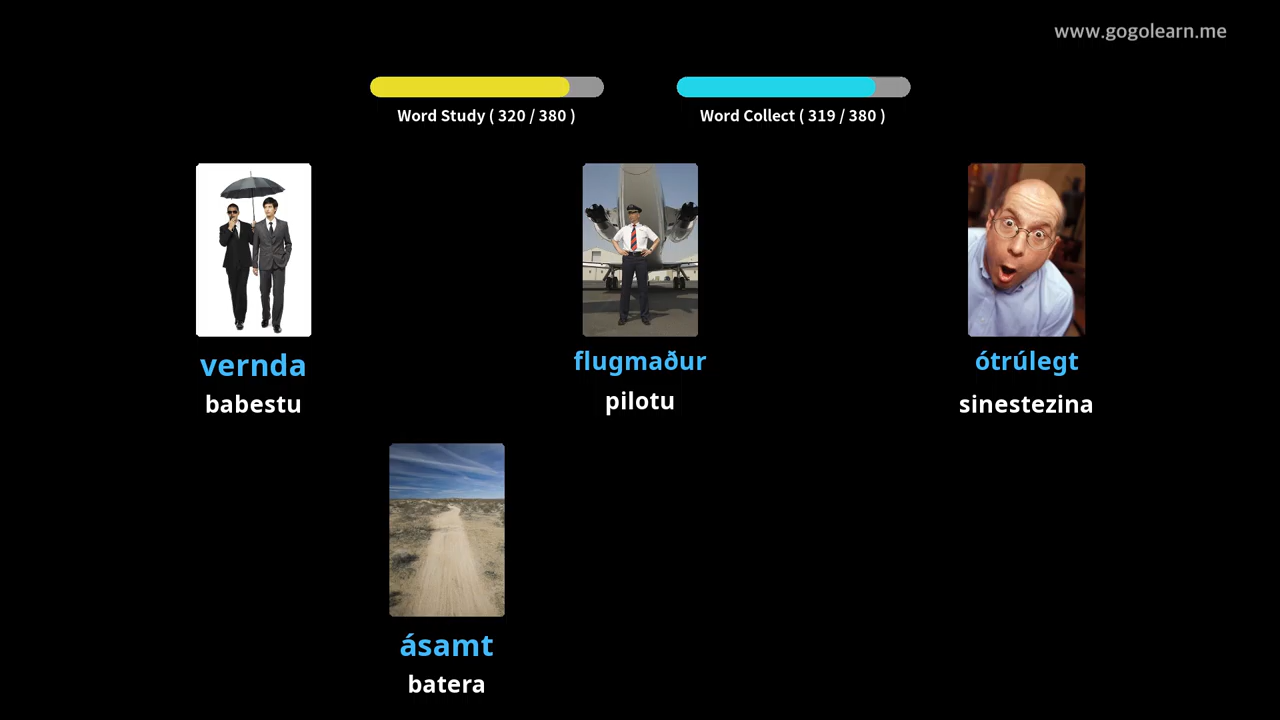 www.gogolearn.me
Word Study ( 320 / 380 )
Word Collect ( 319 / 380 )
vernda
babestu
flugmaður
pilotu
ótrúlegt
sinestezina
ásamt
batera